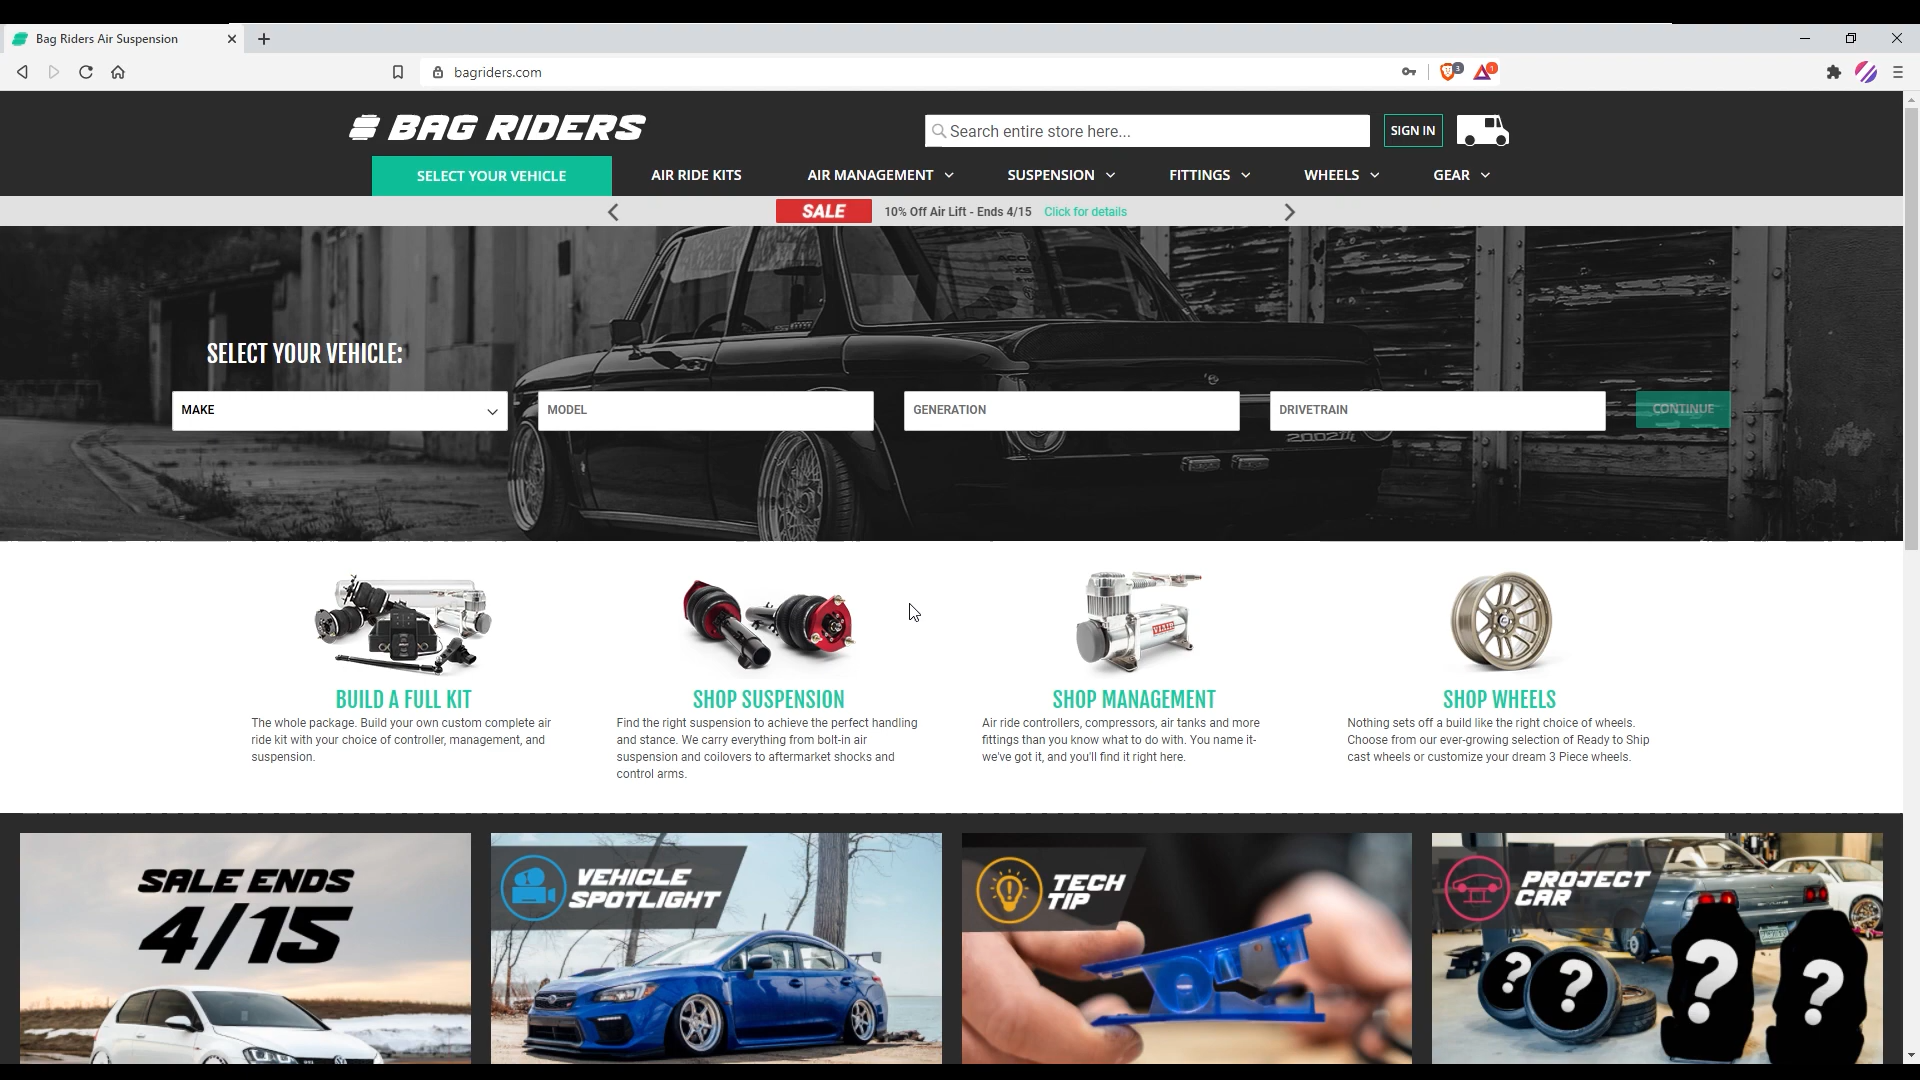 Bag Riders Air Suspension
bagriders.com
3
1
BAG RIDERS
Search entire store here...
SIGN IN
SELECT YOUR VEHICLE
AIR RIDE KITS
AIR MANAGEMENT
SUSPENSION
FITTINGS
WHEELS
GEAR
SALE
10% Off Air Lift - Ends 4/15
Click for details
SELECT YOUR VEHICLE:
MAKE
MODEL
GENERATION
DRIVETRAIN
CONTINUE
VIAIR
BUILD A FULL KIT
The whole package. Build your own custom complete air
ride kit with your choice of controller, management, and
suspension.
SHOP SUSPENSION
Find the right suspension to achieve the perfect handling
and stance. We carry everything from bolt-in air
suspension and coilovers to aftermarket shocks and
control arms.
SHOP MANAGEMENT
Air ride controllers, compressors, air tanks and more
fittings than you know what to do with. You name it-
we've got it, and you'll find it right here.
SHOP WHEELS
Nothing sets off a build like the right choice of wheels.
Choose from our ever-growing selection of Ready to Ship
cast wheels or customize your dream 3 Piece wheels.
SALE ENDS
4/15
VEHICLE
SPOTLIGHT
TECH
TIP
PROJECT
CAR
? ? ? ?